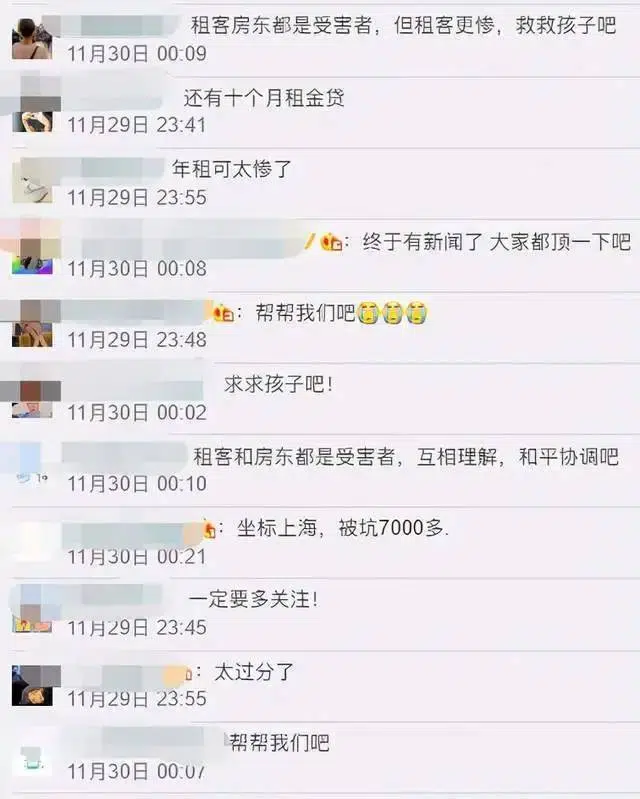 租客房东都是受害者，但租客更惨，救救孩子吧
11月30日 00:09
还有十个月租金贷
11月29日 23:41
年租可太惨了
11月29日 23:55
：终于有新闻了 大家都顶一下吧
11月30日 00:08
：帮帮我们吧😭😭😭
11月29日 23:48
求求孩子吧！
11月30日 00:02
租客和房东都是受害者，互相理解，和平协调吧
11月30日 00:10
：坐标上海，被坑7000多.
11月30日 00:21
一定要多关注！
11月29日 23:45
：太过分了
11月29日 23:55
帮帮我们吧
11月30日 00:07